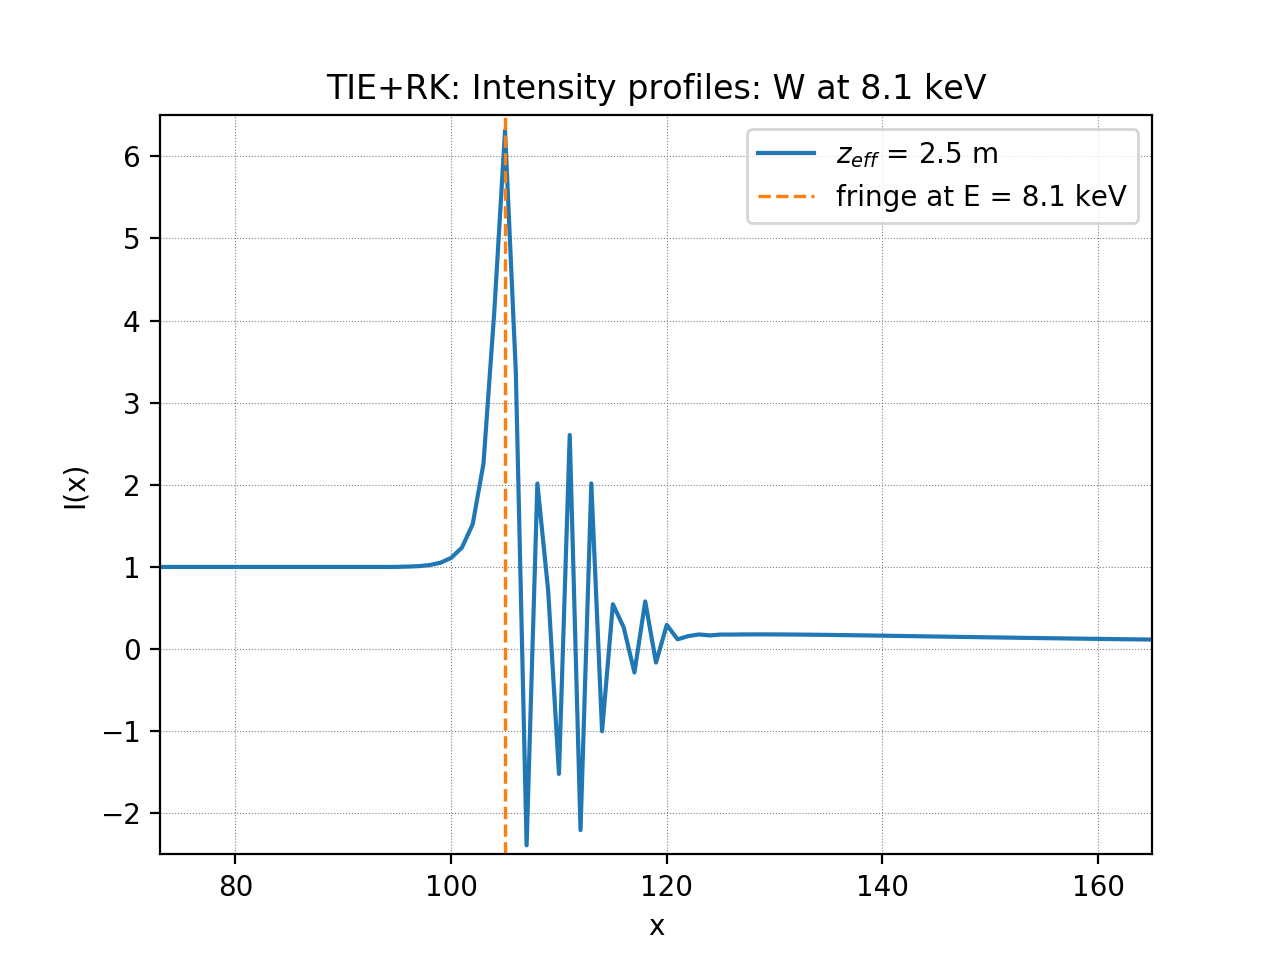 TIE+RK: Intensity profiles: W at 8.1 keV
z_eff = 2.5 m
fringe at E = 8.1 keV
6
5
4
3
2
1
0
−1
−2
I(x)
80 100 120 140 160
x